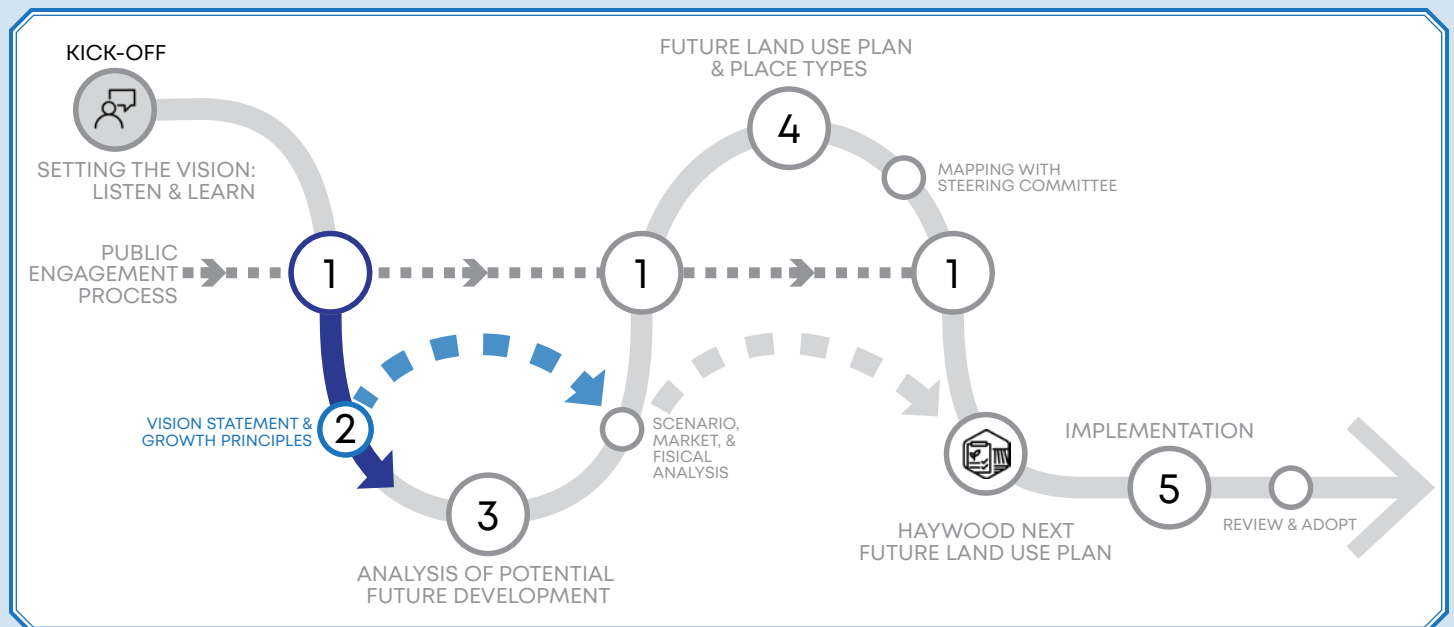 KICK-OFF
SETTING THE VISION:
LISTEN & LEARN
PUBLIC
ENGAGEMENT
PROCESS
1
VISION STATEMENT &
GROWTH PRINCIPLES
2
3
ANALYSIS OF POTENTIAL
FUTURE DEVELOPMENT
SCENARIO,
MARKET, &
FISICAL
ANALYSIS
1
FUTURE LAND USE PLAN
& PLACE TYPES
4
MAPPING WITH
STEERING COMMITTEE
1
HAYWOOD NEXT
FUTURE LAND USE PLAN
IMPLEMENTATION
5
REVIEW & ADOPT